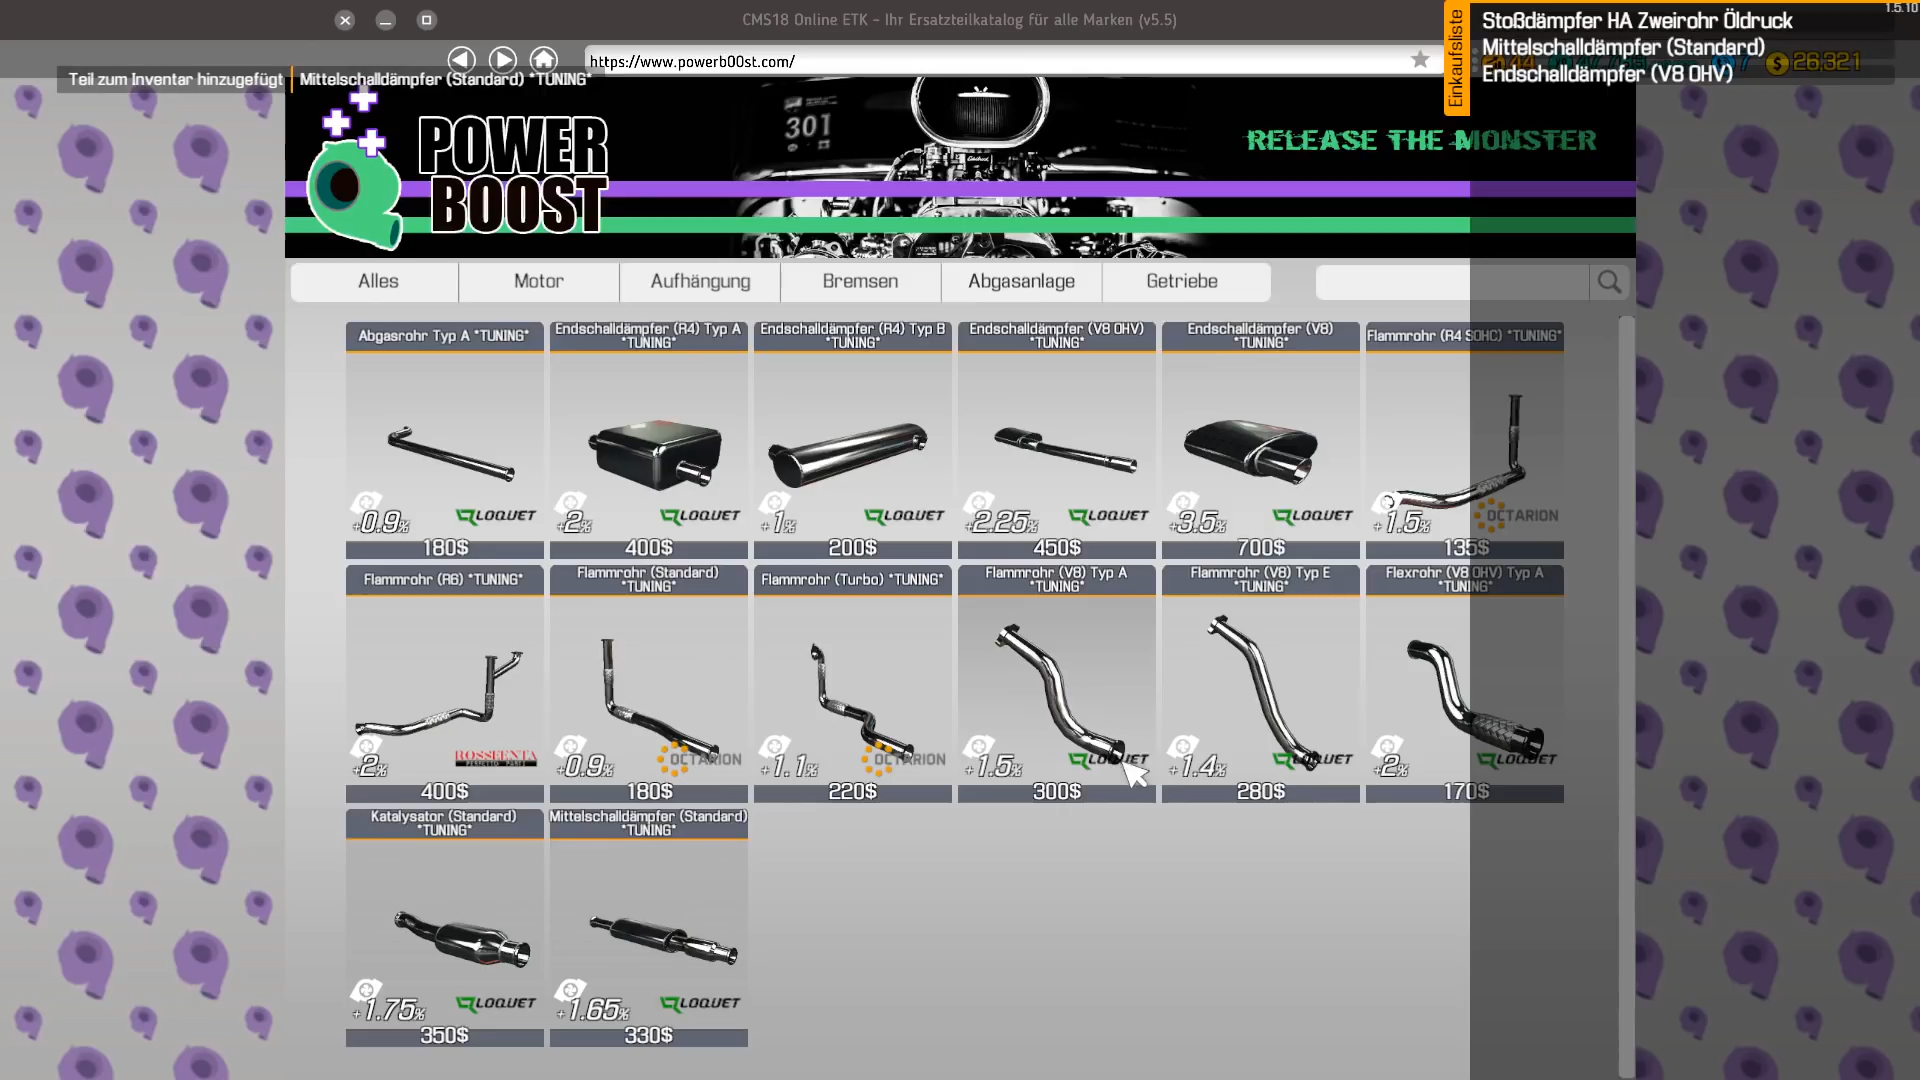 CMS18 Online ETK - Ihr Ersatzteilkatalog für alle Marken (v5.5)
1.5.10
Einkaufsliste
Stoßdämpfer HA Zweirohr Öldruck
Mittelschalldämpfer (Standard)
Endschalldämpfer (V8 OHV)
26,321
https://www.powerb00st.com/
Teil zum Inventar hinzugefügt
Mittelschalldämpfer (Standard) *TUNING*
301
POWER
BOOST
RELEASE THE MONSTER
Alles
Motor
Aufhängung
Bremsen
Abgasanlage
Getriebe
Abgasrohr Typ A *TUNING*
+0.9%
LOQUET
180$
Endschalldämpfer (R4) Typ A
*TUNING*
+2%
LOQUET
400$
Endschalldämpfer (R4) Typ B
*TUNING*
+1%
LOQUET
200$
Endschalldämpfer (V8 OHV)
*TUNING*
+2.25%
LOQUET
450$
Endschalldämpfer (V8)
*TUNING*
+3.5%
LOQUET
700$
Flammrohr (R4 SOHC) *TUNING*
+1.5%
OCTARION
135$
Flammrohr (R6) *TUNING*
+2%
ROSSFENTA
PERFETTO PARTI
400$
Flammrohr (Standard)
*TUNING*
+0.9%
OCTARION
180$
Flammrohr (Turbo) *TUNING*
+1.1%
OCTARION
220$
Flammrohr (V8) Typ A
*TUNING*
+1.5%
LOQUET
300$
Flammrohr (V8) Typ E
*TUNING*
+1.4%
LOQUET
280$
Flexrohr (V8 OHV) Typ A
*TUNING*
+2%
LOQUET
170$
Katalysator (Standard)
*TUNING*
+1.75%
LOQUET
350$
Mittelschalldämpfer (Standard)
*TUNING*
+1.65%
LOQUET
330$